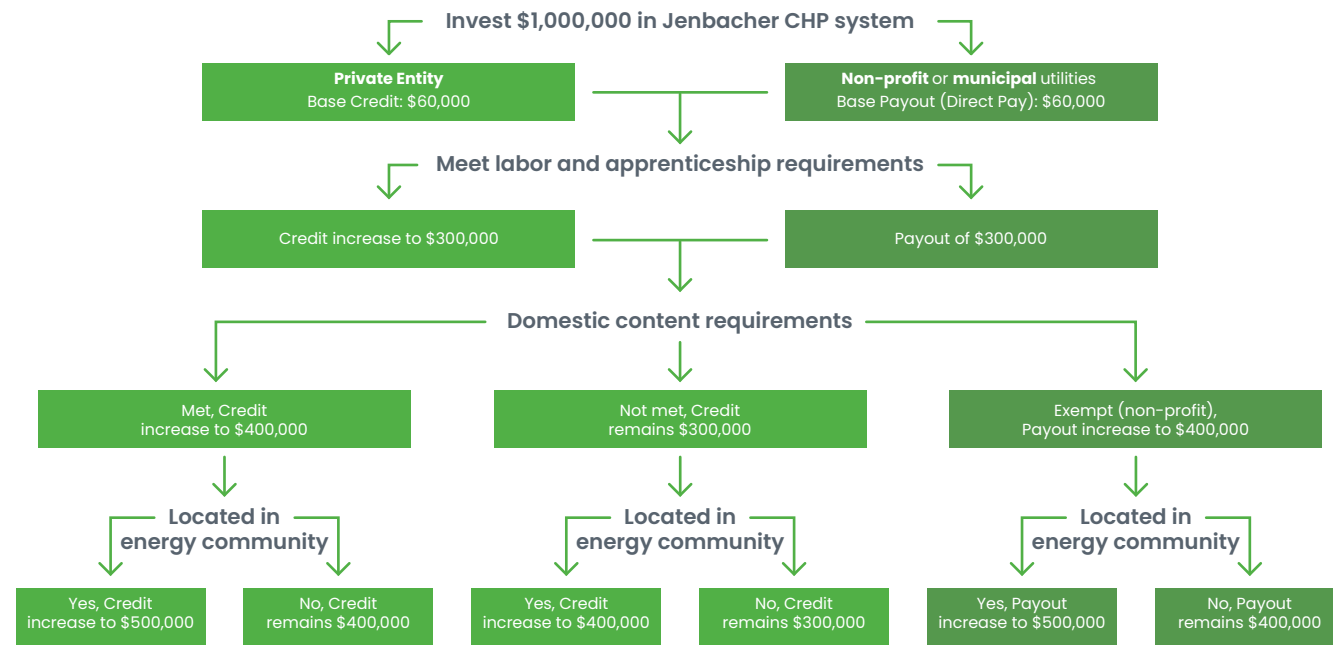 Invest $1,000,000 in Jenbacher CHP system
Private Entity
Base Credit: $60,000
Non-profit or municipal utilities
Base Payout (Direct Pay): $60,000
Meet labor and apprenticeship requirements
Credit increase to $300,000
Payout of $300,000
Domestic content requirements
Met, Credit
increase to $400,000
Not met, Credit
remains $300,000
Exempt (non-profit),
Payout increase to $400,000
Located in
energy community
Located in
energy community
Located in
energy community
Yes, Credit
increase to $500,000
No, Credit
remains $400,000
Yes, Credit
increase to $400,000
No, Credit
remains $300,000
Yes, Payout
increase to $500,000
No, Payout
remains $400,000